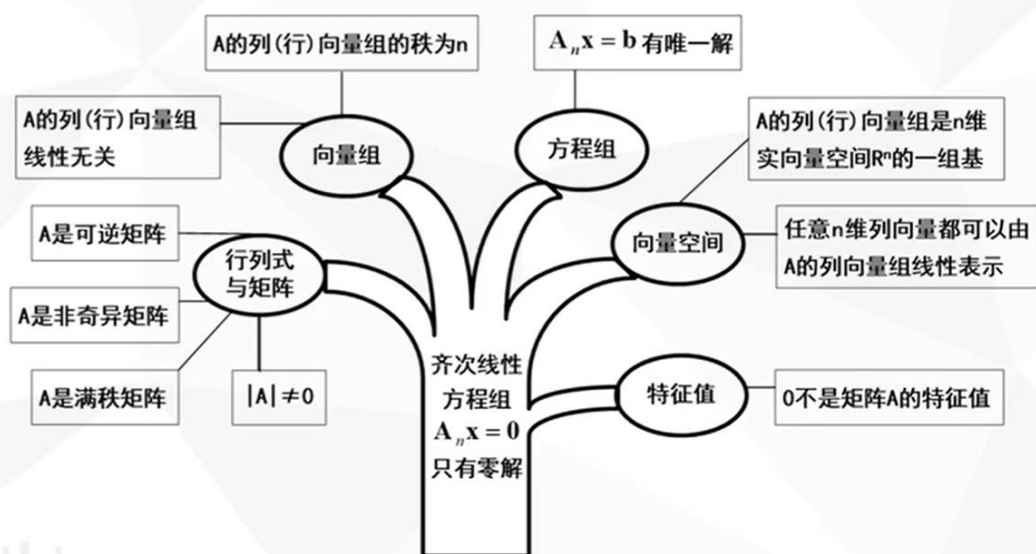 A的列(行)向量组的秩为n
Aₙx = b 有唯一解
A的列(行)向量组
线性无关
向量组
方程组
A的列(行)向量组是n维
实向量空间Rⁿ的一组基
A是可逆矩阵
行列式
与矩阵
向量空间
任意n维列向量都可以由
A的列向量组线性表示
A是非奇异矩阵
A是满秩矩阵
|A|≠0
齐次线性
方程组
Aₙx = 0
只有零解
特征值
0不是矩阵A的特征值